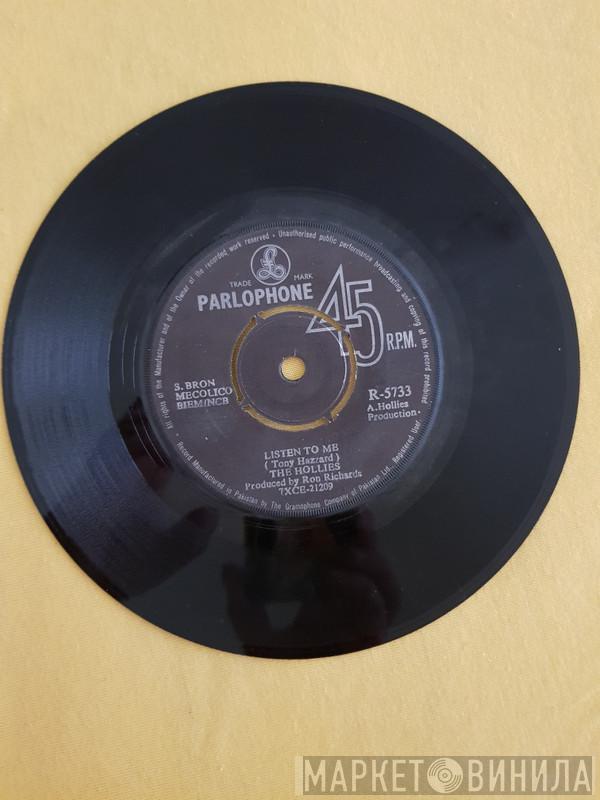 All rights of the Manufacturer and of the Owner of the recorded work reserved • Unauthorised public performance broadcasting and copying of this record prohibited
TRADE MARK
PARLOPHONE
45 R.P.M.
S. BRON
MECOLICO
BIEM/NCB
R-5733
A.Hollies
Production.
LISTEN TO ME
( Tony Hazzard )
THE HOLLIES
Produced by Ron Richards
7XCE-21209
Record Manufactured in Pakistan by The Gramophone Company of Pakistan Ltd., Registered User •
МАРКЕТ ВИНИЛА